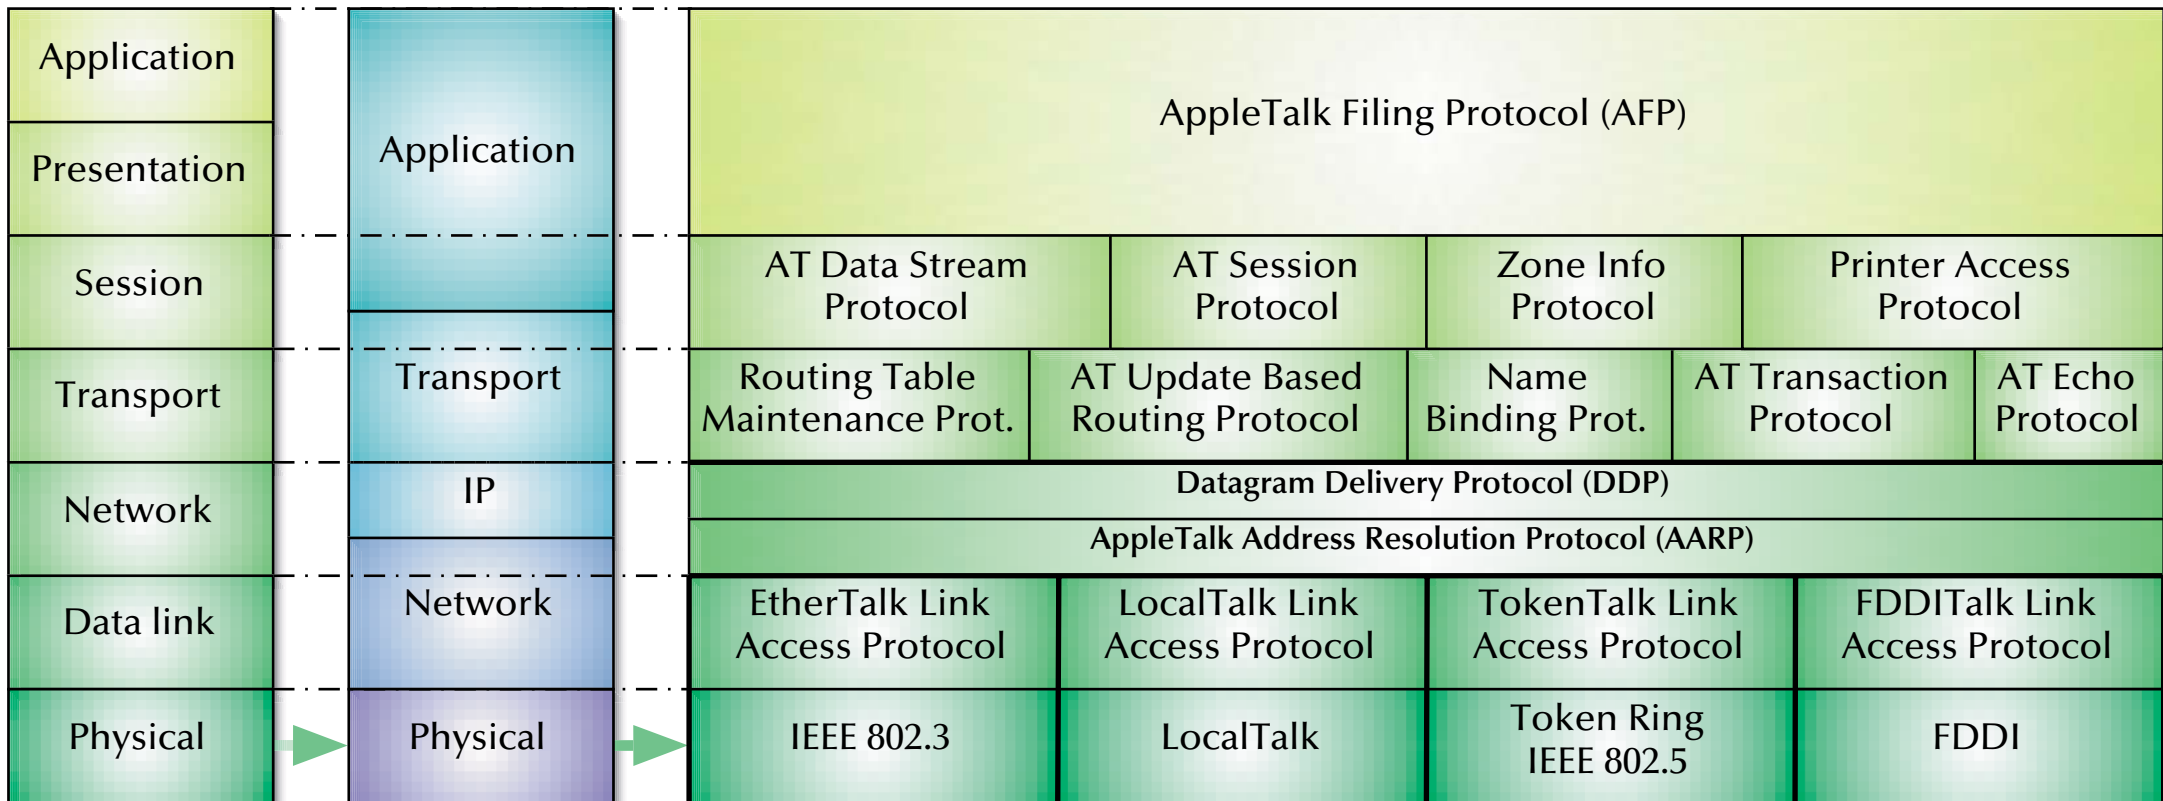 Application
Presentation
Session
Transport
Network
Data link
Physical
Application
Transport
IP
Network
Physical
AppleTalk Filing Protocol (AFP)
AT Data Stream
Protocol
AT Session
Protocol
Zone Info
Protocol
Printer Access
Protocol
Routing Table
Maintenance Prot.
AT Update Based
Routing Protocol
Name
Binding Prot.
AT Transaction
Protocol
AT Echo
Protocol
Datagram Delivery Protocol (DDP)
AppleTalk Address Resolution Protocol (AARP)
EtherTalk Link
Access Protocol
LocalTalk Link
Access Protocol
TokenTalk Link
Access Protocol
FDDITalk Link
Access Protocol
IEEE 802.3
LocalTalk
Token Ring
IEEE 802.5
FDDI